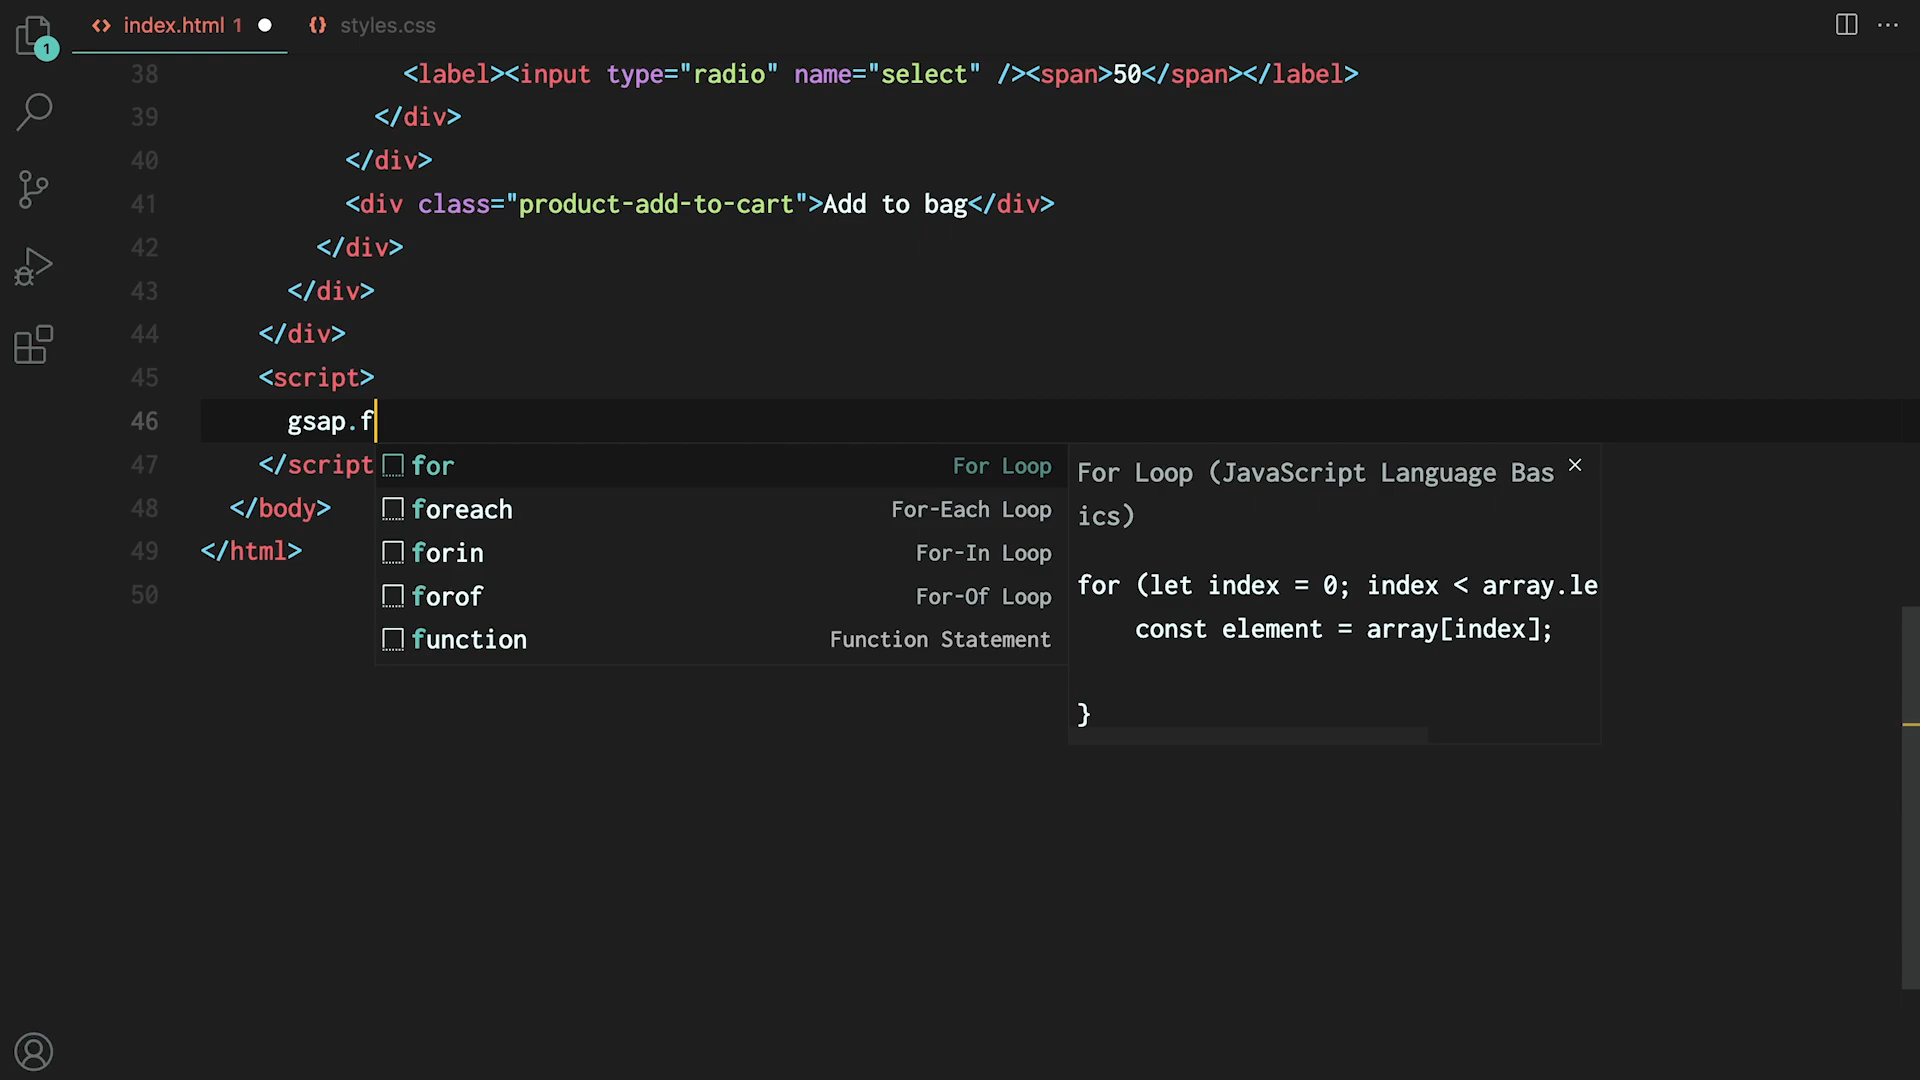 1
index.html 1
styles.css
38 <label><input type="radio" name="select" /><span>50</span></label>
39 </div>
40 </div>
41 <div class="product-add-to-cart">Add to bag</div>
42 </div>
43 </div>
44 </div>
45 <script>
46 gsap.f
47 </script
48 </body>
49 </html>
50
for For Loop
foreach For-Each Loop
forin For-In Loop
forof For-Of Loop
function Function Statement
For Loop (JavaScript Language Bas
ics)
for (let index = 0; index < array.le
const element = array[index];
}